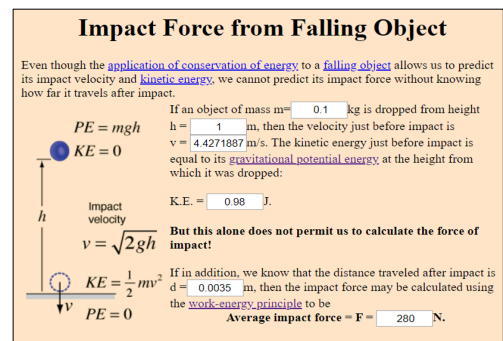 Impact Force from Falling Object
Even though the application of conservation of energy to a falling object allows us to predict
its impact velocity and kinetic energy, we cannot predict its impact force without knowing
how far it travels after impact.
If an object of mass m= 0.1 kg is dropped from height
h = 1 m, then the velocity just before impact is
v = 4.4271887 m/s. The kinetic energy just before impact is
equal to its gravitational potential energy at the height from
which it was dropped:
K.E. = 0.98 J.
But this alone does not permit us to calculate the force of
impact!
If in addition, we know that the distance traveled after impact is
d = 0.0035 m, then the impact force may be calculated using
the work-energy principle to be
Average impact force = F = 280 N.
PE = mgh
KE = 0
h
Impact
velocity
v = √2gh
KE = 1/2 mv²
v
PE = 0